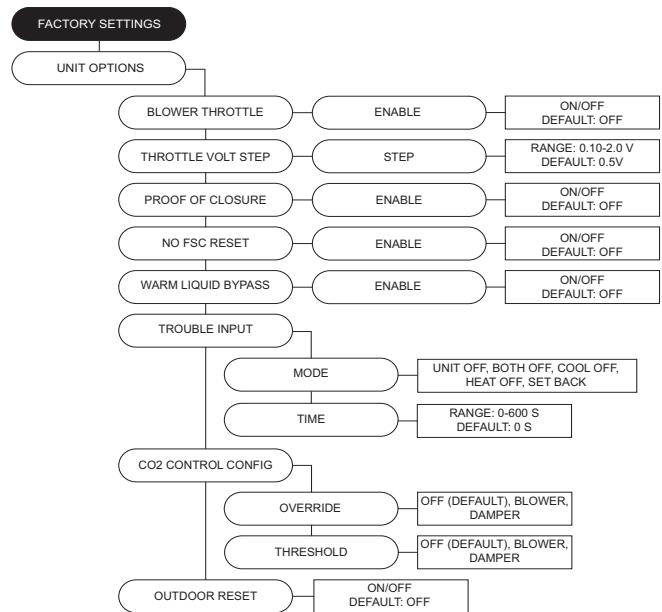 FACTORY SETTINGS
UNIT OPTIONS
BLOWER THROTTLE
ENABLE
ON/OFF
DEFAULT: OFF
THROTTLE VOLT STEP
STEP
RANGE: 0.10-2.0 V
DEFAULT: 0.5V
PROOF OF CLOSURE
ENABLE
ON/OFF
DEFAULT: OFF
NO FSC RESET
ENABLE
ON/OFF
DEFAULT: OFF
WARM LIQUID BYPASS
ENABLE
ON/OFF
DEFAULT: OFF
TROUBLE INPUT
MODE
UNIT OFF, BOTH OFF, COOL OFF,
HEAT OFF, SET BACK
TIME
RANGE: 0-600 S
DEFAULT: 0 S
CO2 CONTROL CONFIG
OVERRIDE
OFF (DEFAULT), BLOWER,
DAMPER
THRESHOLD
OFF (DEFAULT), BLOWER,
DAMPER
OUTDOOR RESET
ON/OFF
DEFAULT: OFF